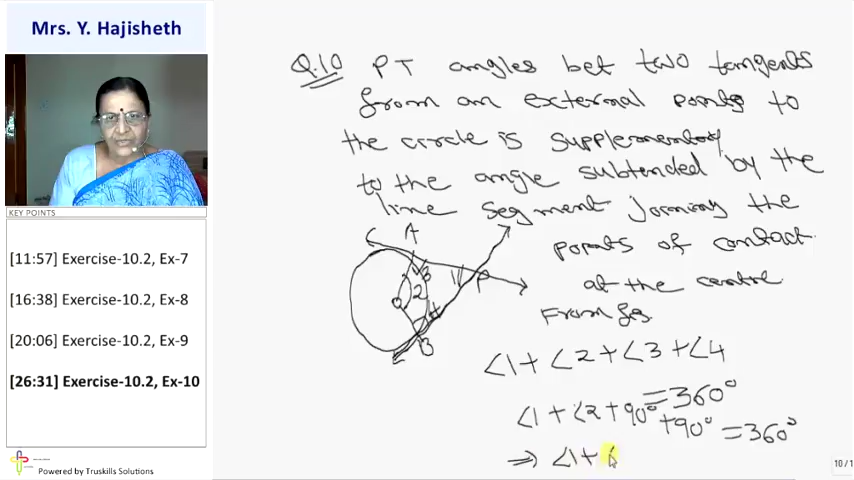 Mrs. Y. Hajisheth
KEY POINTS
[11:57] Exercise-10.2, Ex-7
[16:38] Exercise-10.2, Ex-8
[20:06] Exercise-10.2, Ex-9
[26:31] Exercise-10.2, Ex-10
Powered by Truskills Solutions
Q.10 PT angles bet two tangents
from an external points to
the circle is supplementary
to the angle subtended by the
line segment joining the
points of contact
at the centre
A
3
1
P
O
2
4
B
From fig
∠1 + ∠2 + ∠3 + ∠4
= 360°
∠1 + ∠2 + 90°
+ 90° = 360°
⇒ ∠1 +
10 / 1